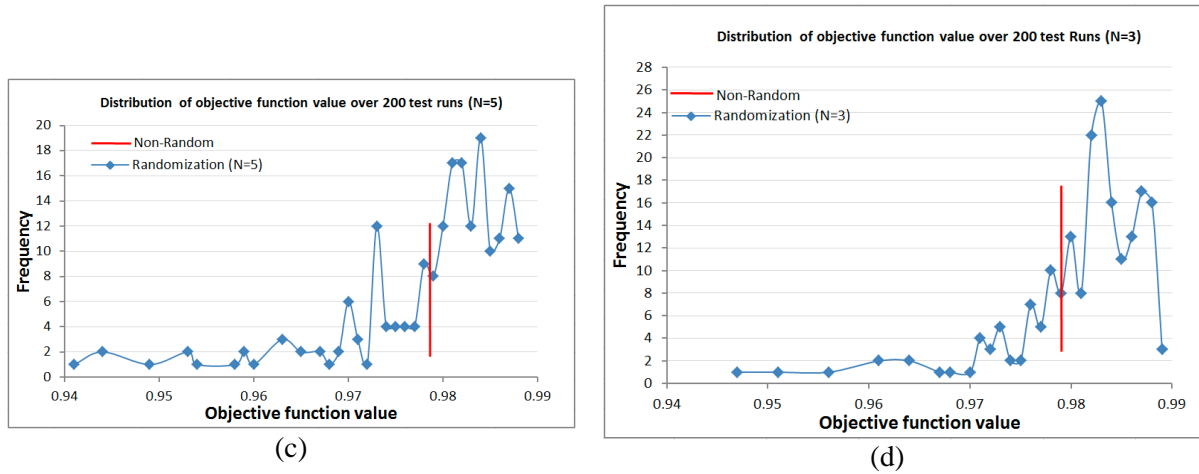 Distribution of objective function value over 200 test runs (N=5)
Non-Random
Randomization (N=5)
Frequency
20
18
16
14
12
10
8
6
4
2
0
0.94 0.95 0.96 0.97 0.98 0.99
Objective function value
(c)
Distribution of objective function value over 200 test Runs (N=3)
Non-Random
Randomization (N=3)
Frequency
28
26
24
22
20
18
16
14
12
10
8
6
4
2
0
0.94 0.95 0.96 0.97 0.98 0.99
Objective function value
(d)